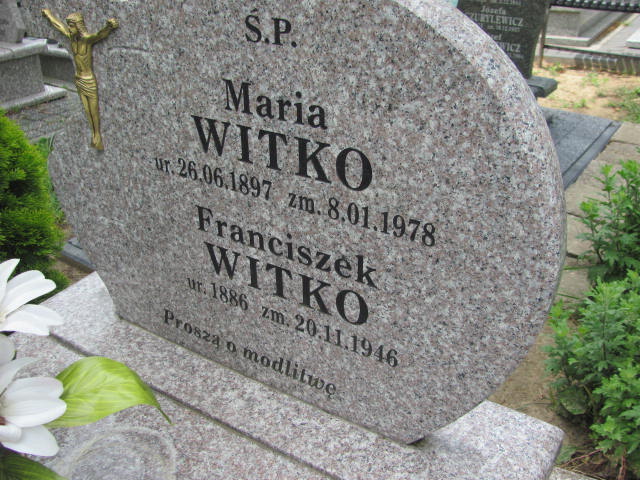 Ś.P.
Maria
WITKO
ur. 26.06.1897 zm. 8.01.1978
Franciszek
WITKO
ur. 1886 zm. 20.11.1946
Proszą o modlitwę
Józefa